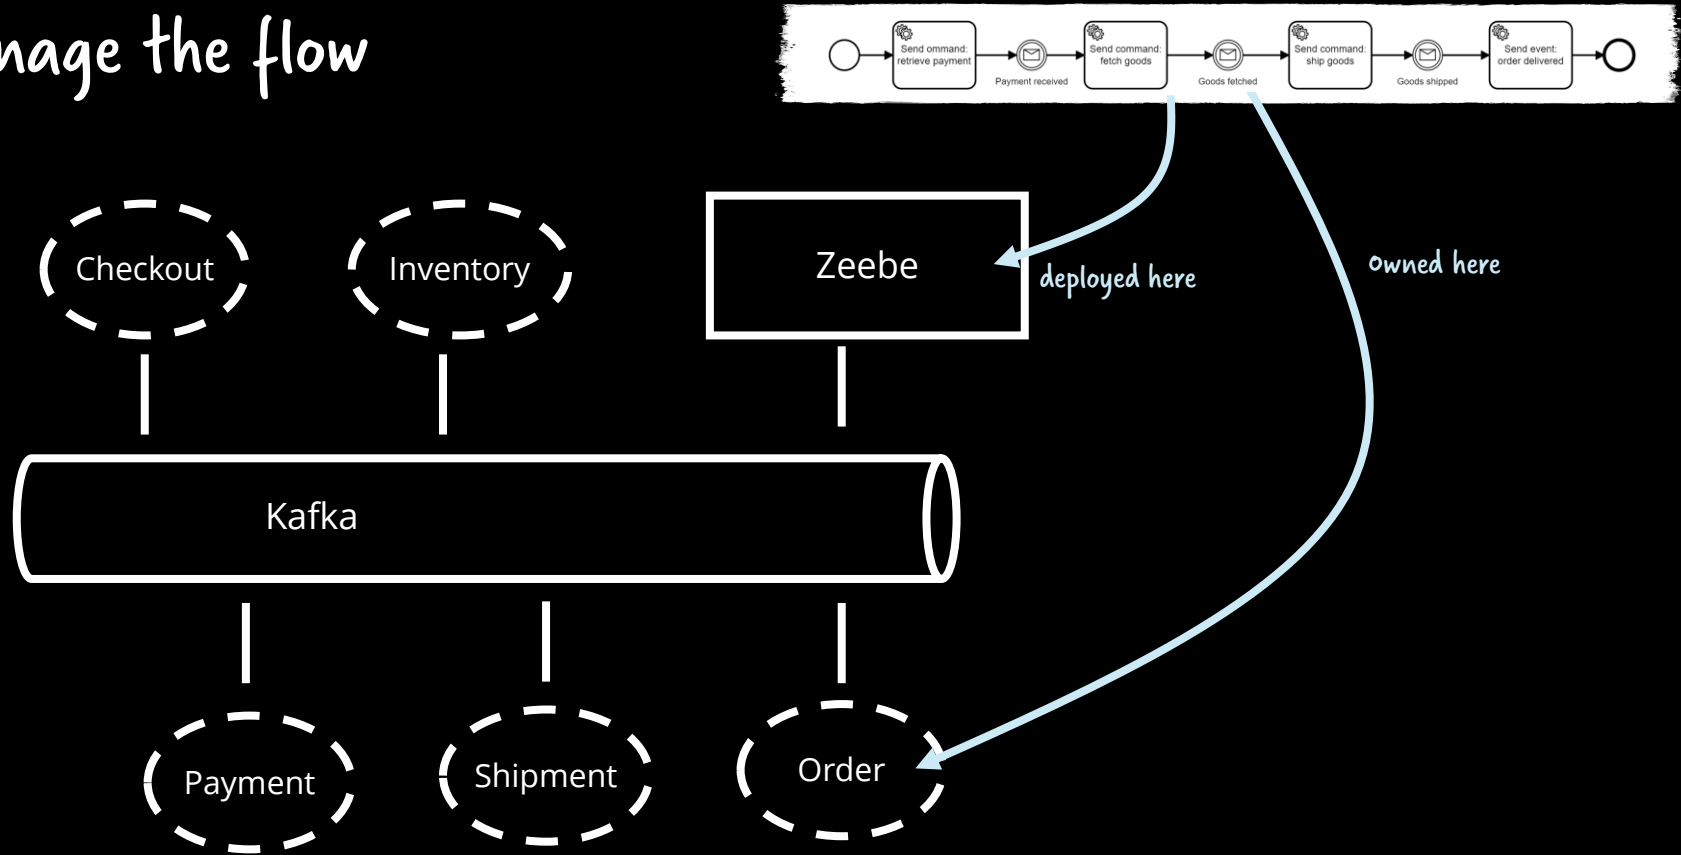 nage the flow
Send ommand:
retrieve payment
Payment received
Send command:
fetch goods
Goods fetched
Send command:
ship goods
Goods shipped
Send event:
order delivered
Checkout
Inventory
Zeebe
deployed here
Owned here
Kafka
Payment
Shipment
Order